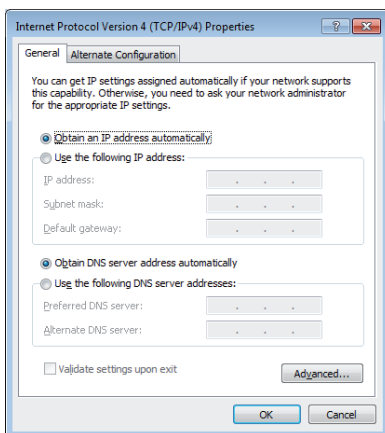 Internet Protocol Version 4 (TCP/IPv4) Properties
General
Alternate Configuration
You can get IP settings assigned automatically if your network supports
this capability. Otherwise, you need to ask your network administrator
for the appropriate IP settings.
Obtain an IP address automatically
Use the following IP address:
IP address:
Subnet mask:
Default gateway:
Obtain DNS server address automatically
Use the following DNS server addresses:
Preferred DNS server:
Alternate DNS server:
Validate settings upon exit
Advanced...
OK
Cancel